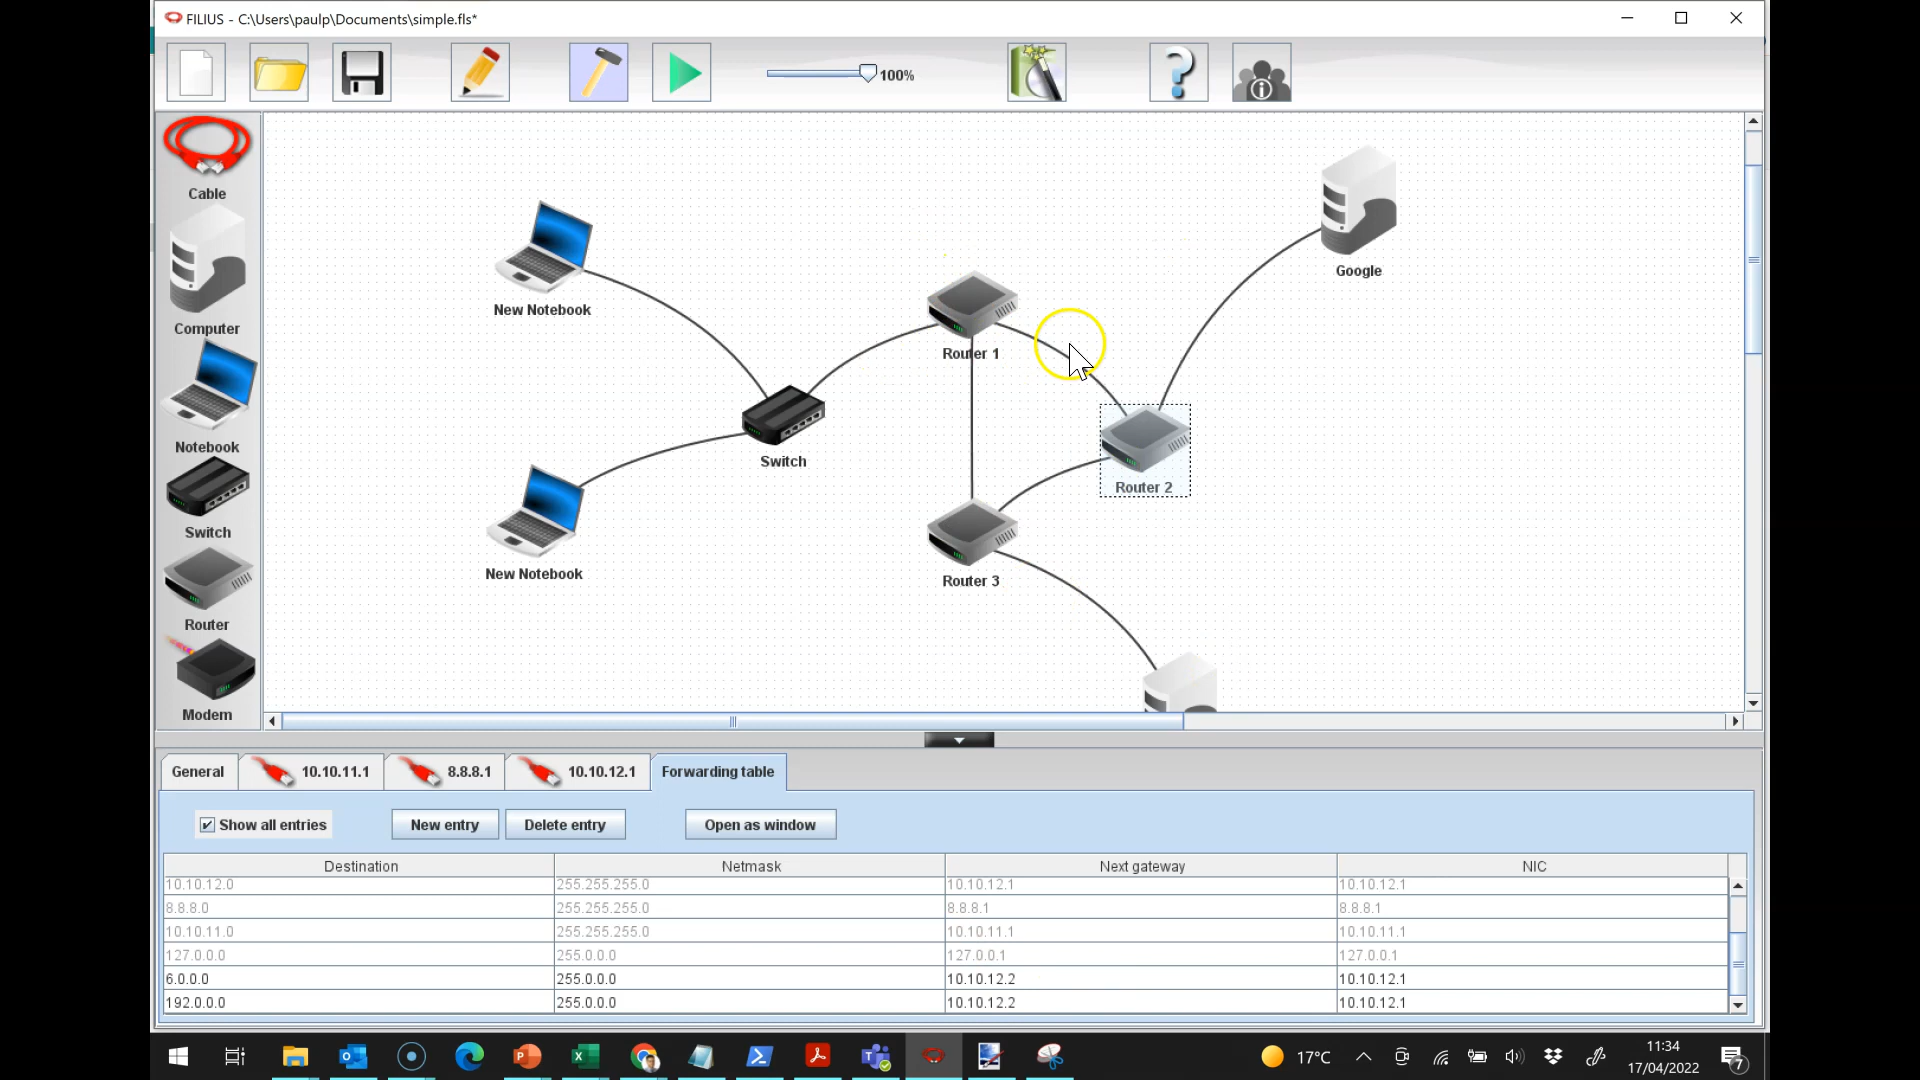 FILIUS - C:\Users\paulp\Documents\simple.fls*
100%
Cable
Computer
Notebook
Switch
Router
Modem
New Notebook
Google
Router 1
Switch
Router 2
New Notebook
Router 3
General
10.10.11.1
8.8.8.1
10.10.12.1
Forwarding table
Show all entries
New entry
Delete entry
Open as window
Destination Netmask Next gateway NIC
10.10.12.0 255.255.255.0 10.10.12.1 10.10.12.1
8.8.8.0 255.255.255.0 8.8.8.1 8.8.8.1
10.10.11.0 255.255.255.0 10.10.11.1 10.10.11.1
127.0.0.0 255.0.0.0 127.0.0.1 127.0.0.1
6.0.0.0 255.0.0.0 10.10.12.2 10.10.12.1
192.0.0.0 255.0.0.0 10.10.12.2 10.10.12.1
17°C
11:34
17/04/2022
7